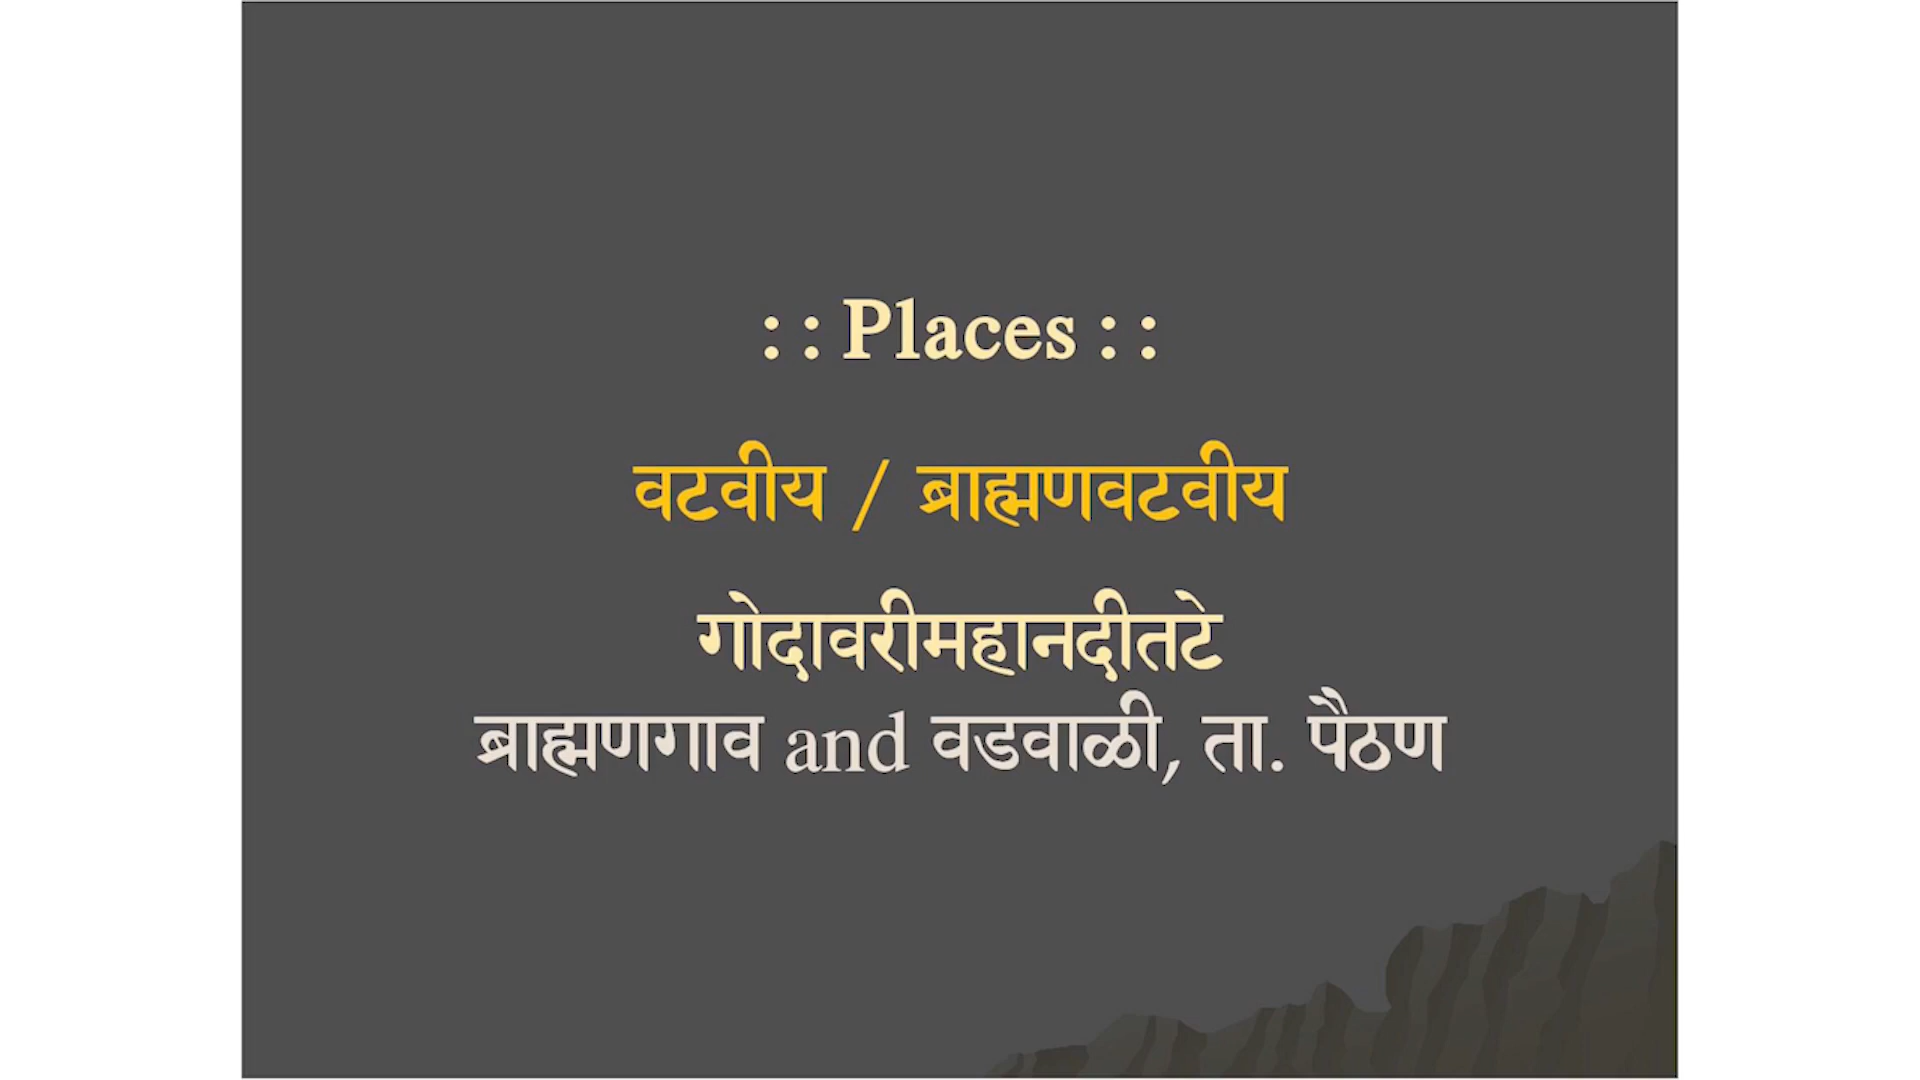 : : Places : :
वटवीय / ब्राह्मणवटवीय
गोदावरीमहानदीतटे
ब्राह्मणगाव and वडवाळी, ता. पैठण